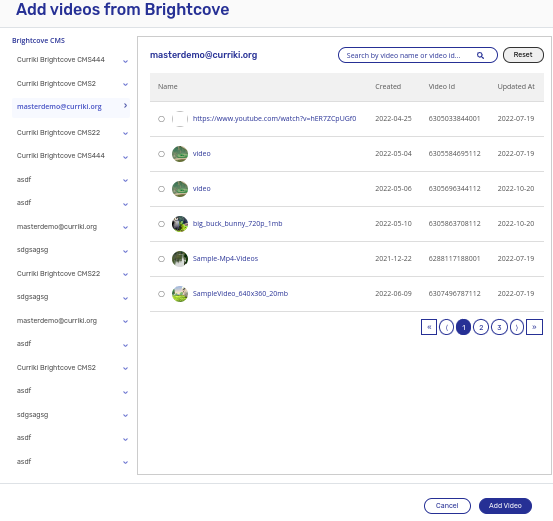 Add videos from Brightcove
Brightcove CMS
Curriki Brightcove CMS444
Curriki Brightcove CMS2
masterdemo@curriki.org
Curriki Brightcove CMS22
Curriki Brightcove CMS444
asdf
asdf
masterdemo@curriki.org
sdgsagsg
Curriki Brightcove CMS22
sdgsagsg
masterdemo@curriki.org
asdf
Curriki Brightcove CMS2
asdf
sdgsagsg
asdf
asdf
masterdemo@curriki.org Search by video name or video id... Reset
Name Created Video Id Updated At
https://www.youtube.com/watch?v=hER7ZCpUGf0 2022-04-25 6305033844001 2022-07-19
video 2022-05-04 6305584695112 2022-07-19
video 2022-05-06 6305696344112 2022-10-20
big_buck_bunny_720p_1mb 2022-05-10 6305863708112 2022-10-20
Sample-Mp4-Videos 2021-12-22 6288117188001 2022-07-19
SampleVideo_640x360_20mb 2022-06-09 6307496787112 2022-07-19
« ⟨ 1 2 3 ⟩ »
Cancel Add Video